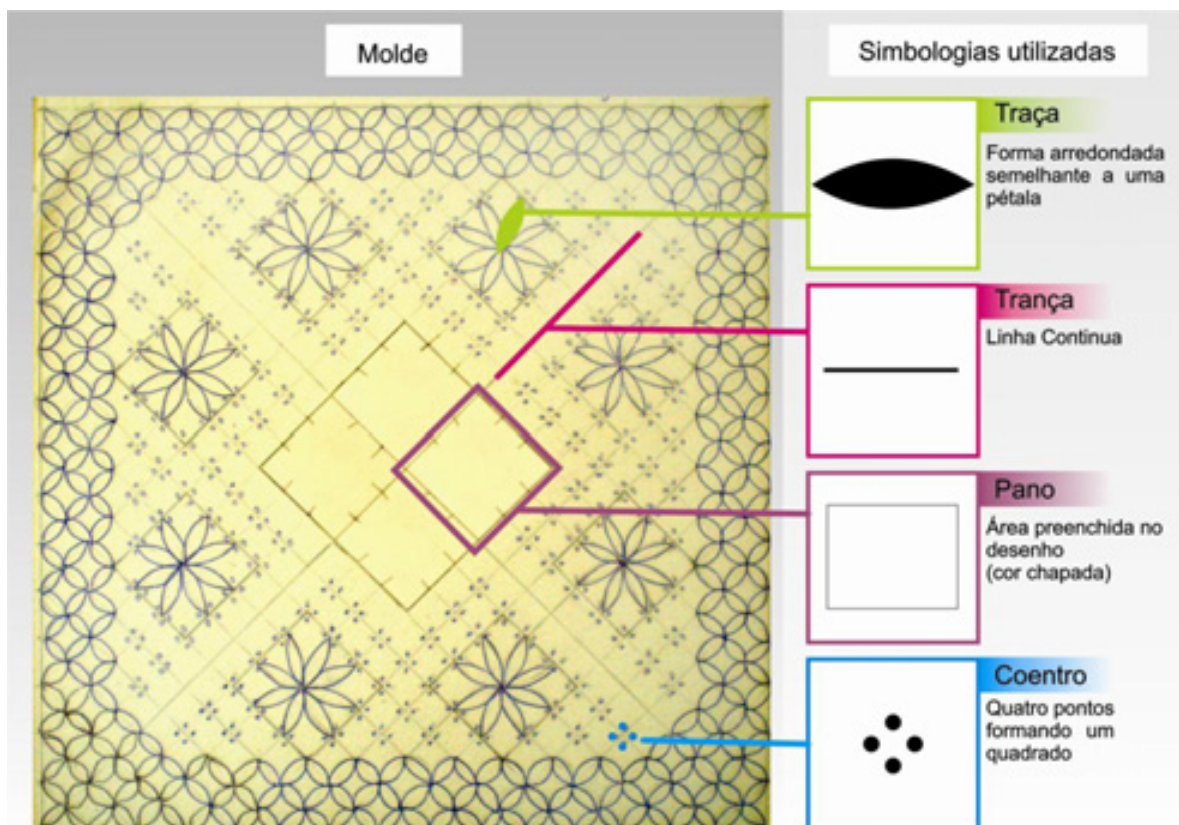 Molde
Simbologias utilizadas
Traça
Forma arredondada
semelhante a uma
pétala
Trança
Linha Continua
Pano
Área preenchida no
desenho
(cor chapada)
Coentro
Quatro pontos
formando um
quadrado